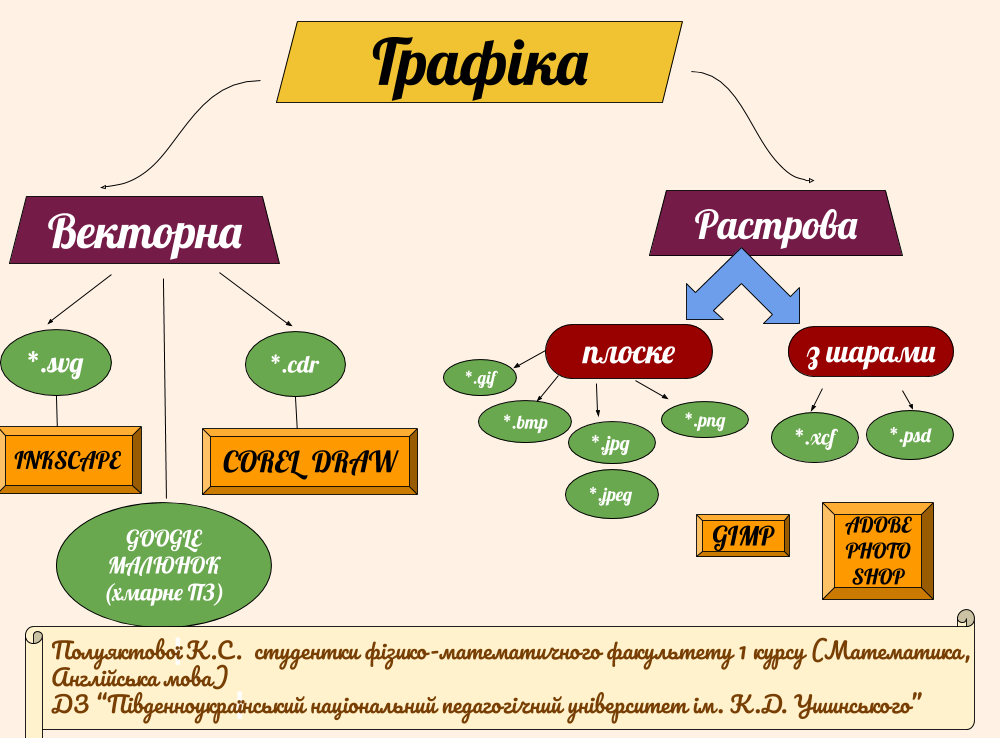 Графіка
Векторна
Растрова
*.svg
*.cdr
плоске
з шарами
*.gif
*.bmp
*.jpg
*.jpeg
*.png
*.xcf
*.psd
INKSCAPE
COREL DRAW
GOOGLE
МАЛЮНОК
(хмарне ПЗ)
GIMP
ADOBE
PHOTO
SHOP
Полуяктової К.С. студентки фізико-математичного факультету 1 курсу (Математика,
Англійська мова)
ДЗ “Південноукраїнський національний педагогічний університет ім. К.Д. Ушинського”